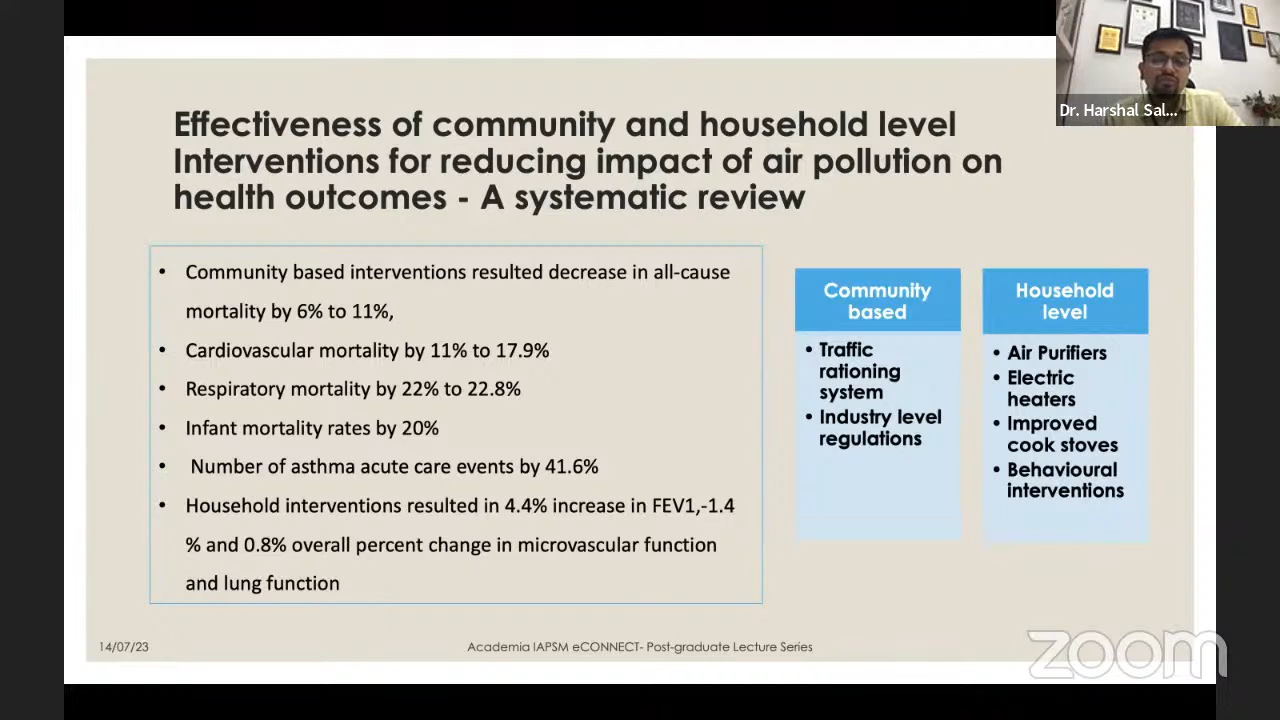 Dr. Harshal Sal...
Effectiveness of community and household level
Interventions for reducing impact of air pollution on
health outcomes - A systematic review
• Community based interventions resulted decrease in all-cause
mortality by 6% to 11%,
• Cardiovascular mortality by 11% to 17.9%
• Respiratory mortality by 22% to 22.8%
• Infant mortality rates by 20%
• Number of asthma acute care events by 41.6%
• Household interventions resulted in 4.4% increase in FEV1,-1.4
% and 0.8% overall percent change in microvascular function
and lung function
Community
based
• Traffic
rationing
system
• Industry level
regulations
Household
level
• Air Purifiers
• Electric
heaters
• Improved
cook stoves
• Behavioural
interventions
14/07/23
Academia IAPSM eCONNECT- Post-graduate Lecture Series
zoom